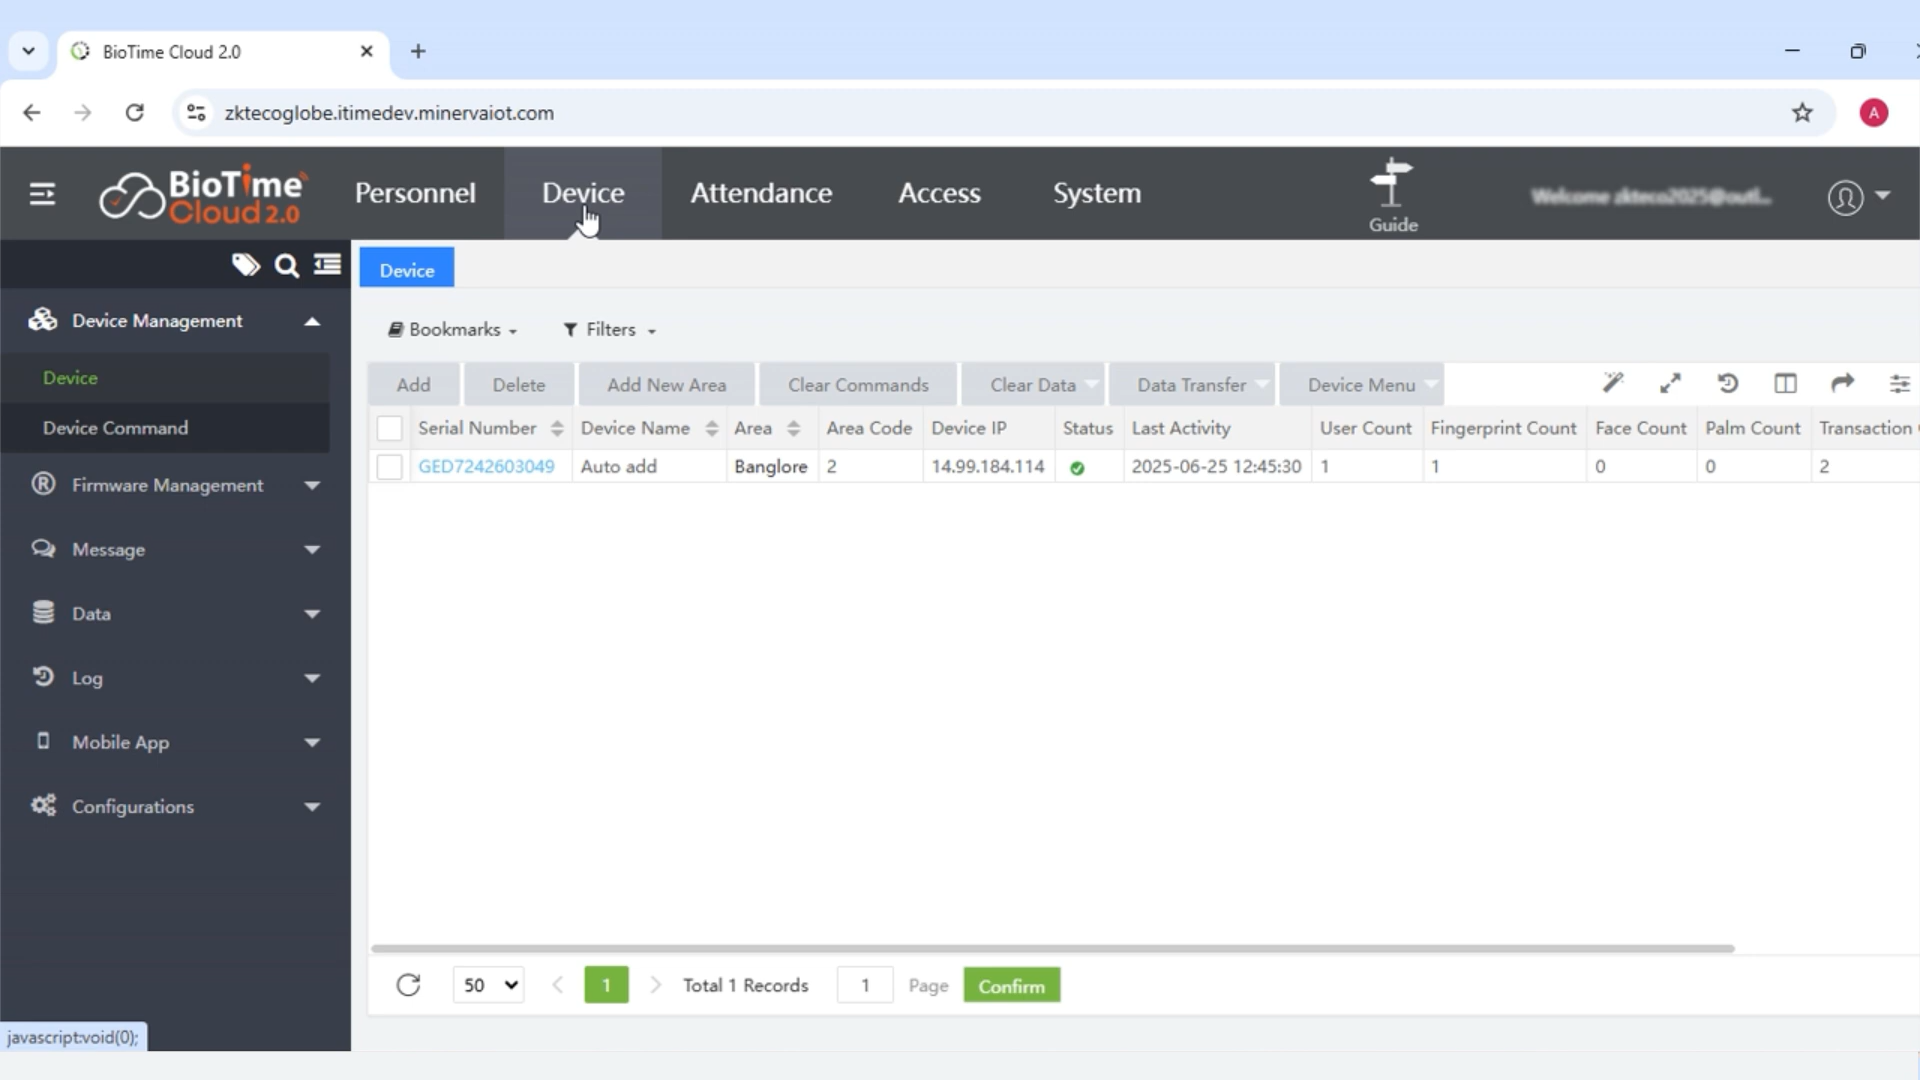 BioTime Cloud 2.0
zktecoglobe.itimedev.minervaiot.com
A
BioTime
Cloud 2.0
Personnel
Device
Attendance
Access
System
Guide
Welcome zkteco2025@outl...
Device
Device Management
Device
Device Command
Firmware Management
Message
Data
Log
Mobile App
Configurations
Bookmarks
Filters
Add
Delete
Add New Area
Clear Commands
Clear Data
Data Transfer
Device Menu
Serial Number Device Name Area Area Code Device IP Status Last Activity User Count Fingerprint Count Face Count Palm Count Transaction
GED7242603049 Auto add Banglore 2 14.99.184.114 2025-06-25 12:45:30 1 1 0 0 2
50
1
Total 1 Records
1
Page
Confirm
javascript:void(0);